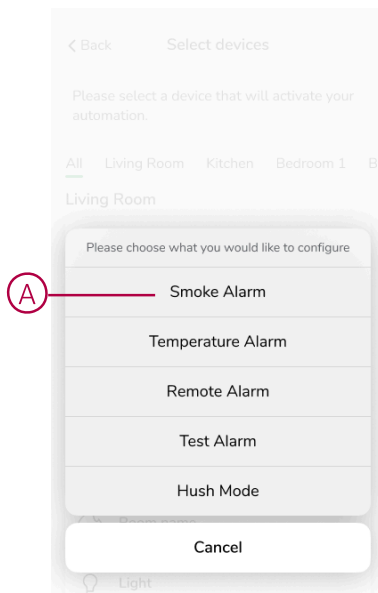 Back
Select devices
Please select a device that will activate your
automation.
All Living Room Kitchen Bedroom 1 B
Living Room
Please choose what you would like to configure
A
Smoke Alarm
Temperature Alarm
Remote Alarm
Test Alarm
Hush Mode
Room name
Cancel
Light